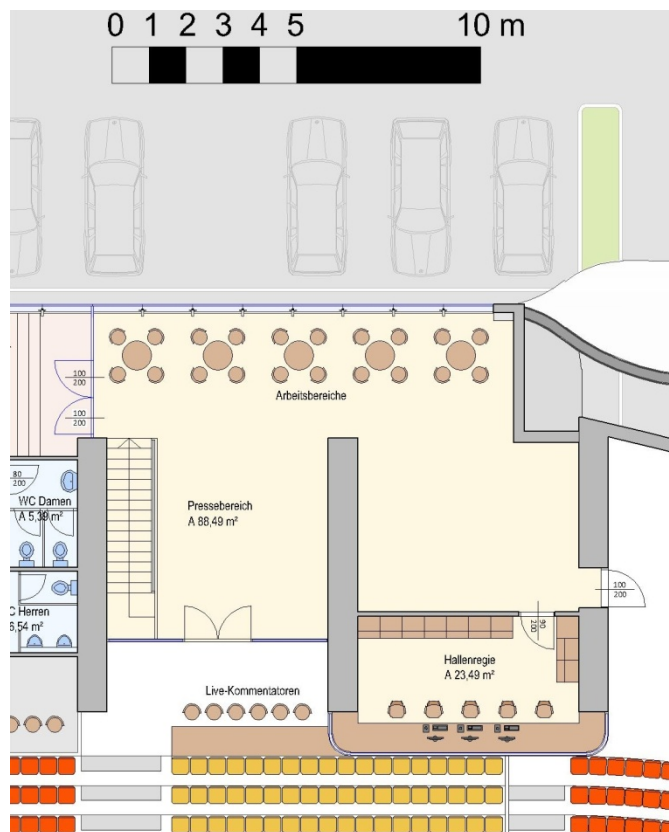 0 1 2 3 4 5 10 m
Arbeitsbereiche
100
200
100
200
80
200
WC Damen
A 5,39 m²
Pressebereich
A 88,49 m²
100
200
C Herren
6,54 m²
90
200
Hallenregie
A 23,49 m²
Live-Kommentatoren